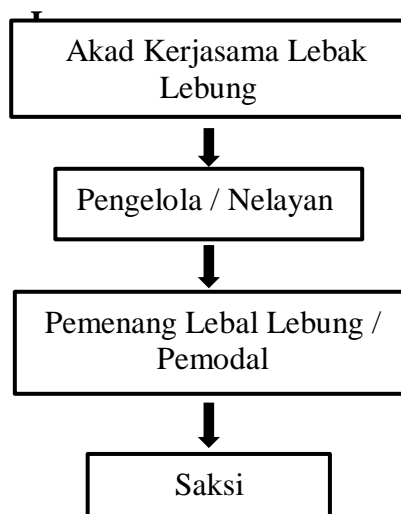 Akad Kerjasama Lebak
Lebung
Pengelola / Nelayan
Pemenang Lebal Lebung /
Pemodal
Saksi